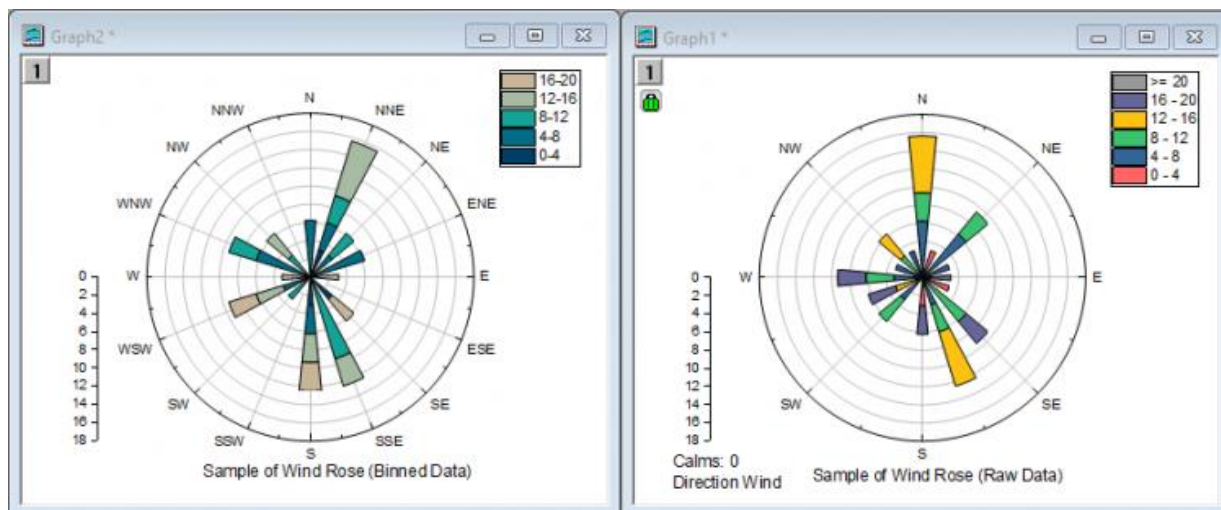 Graph2 *
1
16-20
12-16
8-12
4-8
0-4
N
NNW
NNE
NW
NE
WNW
ENE
W
E
WSW
ESE
SW
SE
SSW
SSE
S
0
2
4
6
8
10
12
14
16
18
Sample of Wind Rose (Binned Data)
Graph1 *
1
>= 20
16 - 20
12 - 16
8 - 12
4 - 8
0 - 4
N
NW
NE
W
E
SW
SE
S
0
2
4
6
8
10
12
14
16
18
Calms: 0
Direction Wind
Sample of Wind Rose (Raw Data)